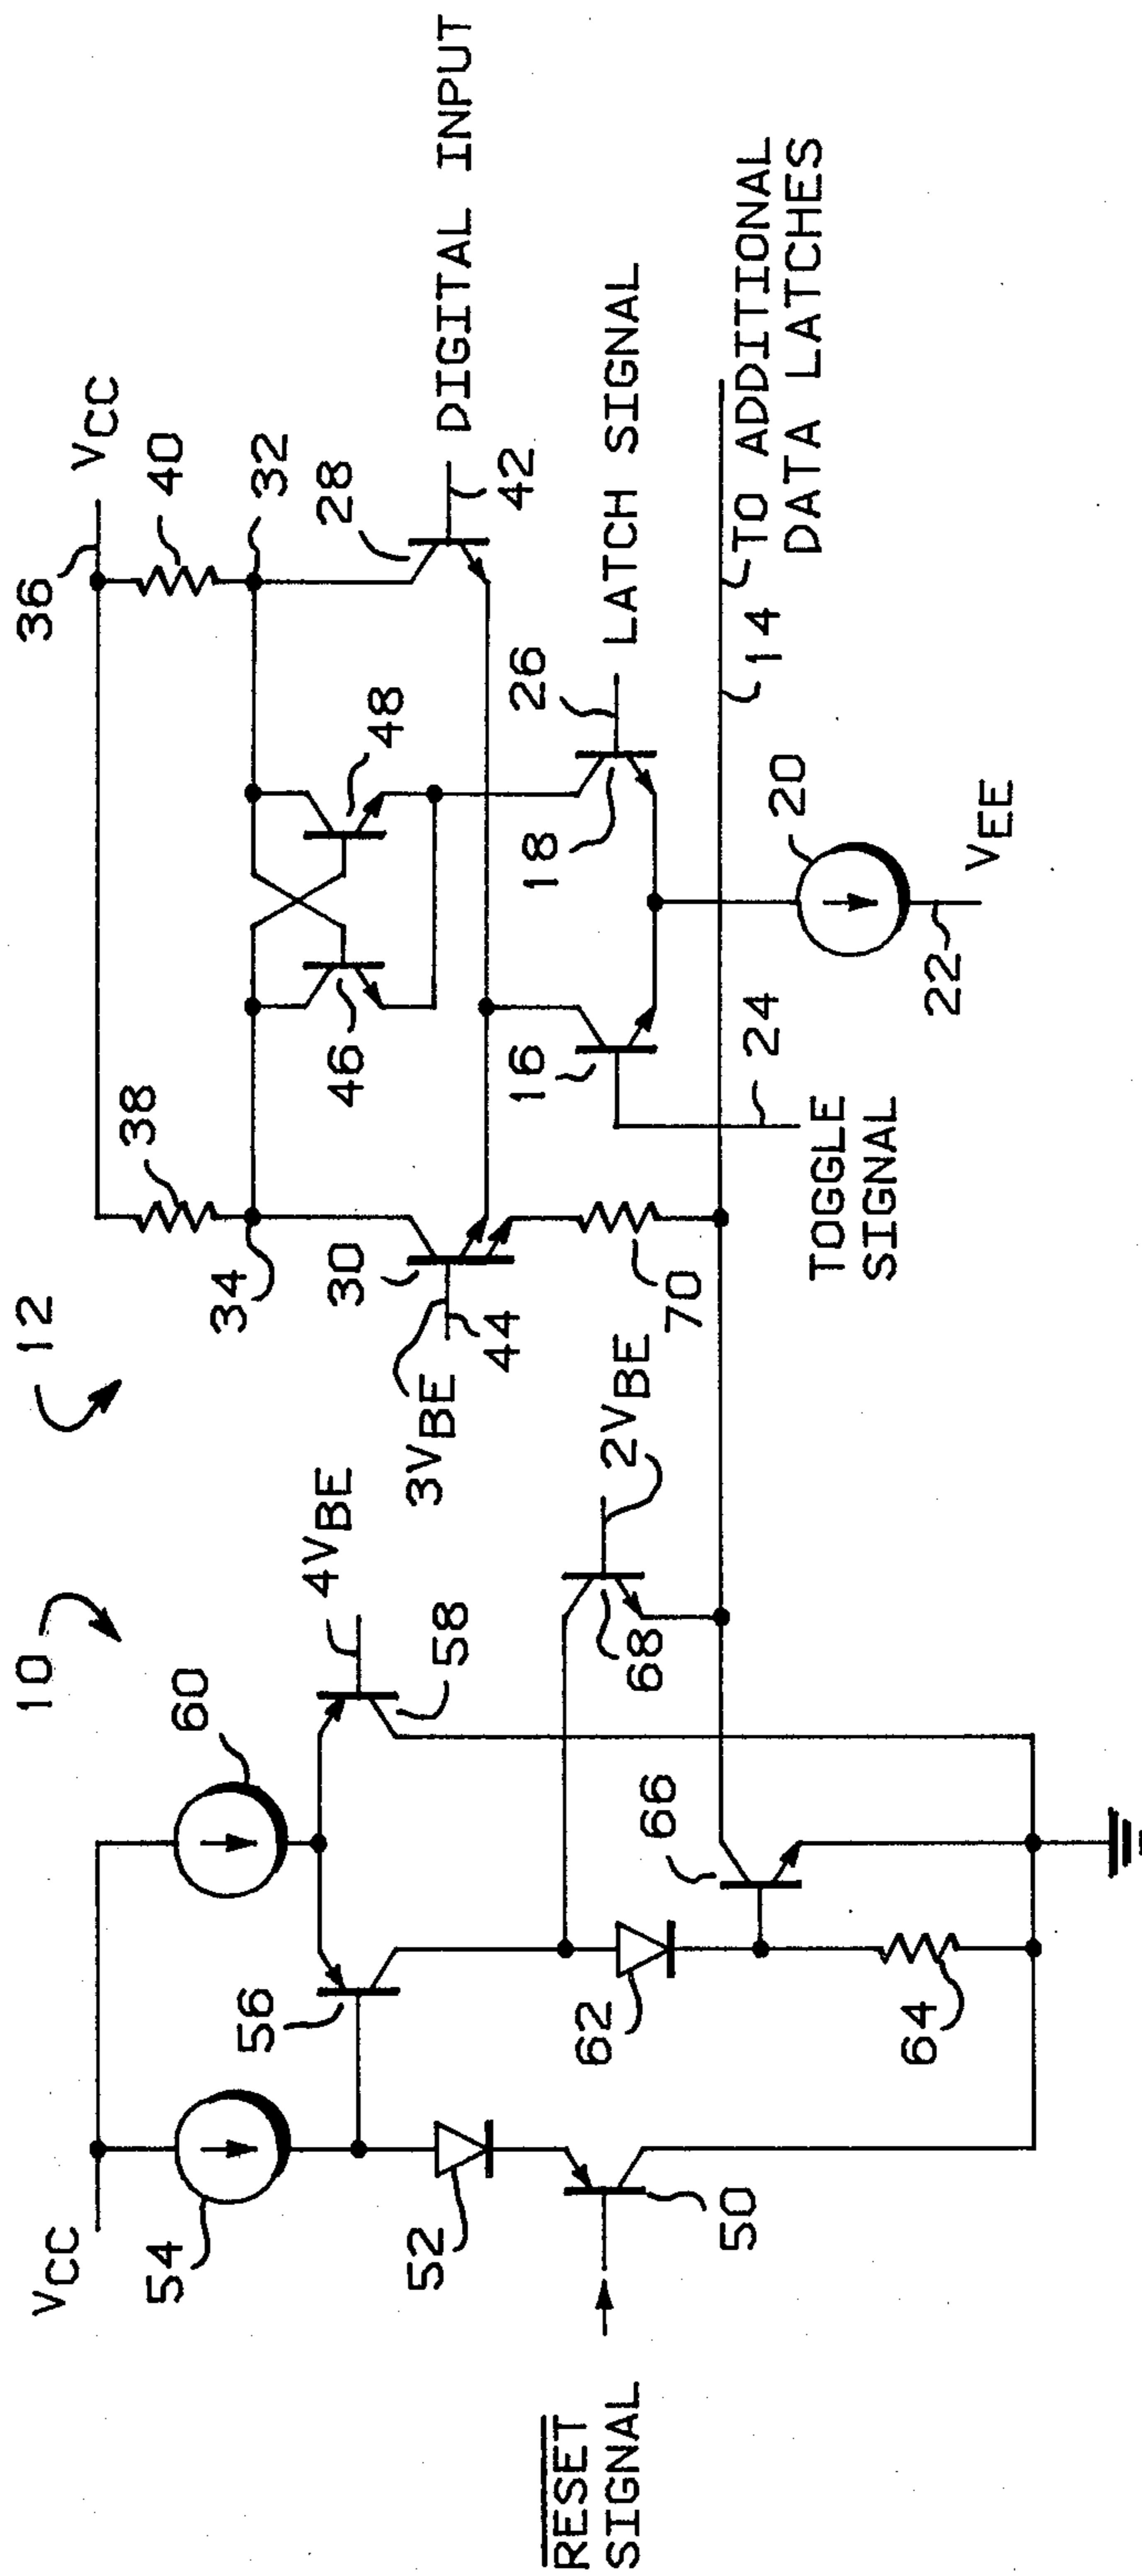 10
12
VCC
54
60
4VBE
58
56
52
50
RESET
SIGNAL
62
64
66
68
2VBE
3VBE
44
30
34
38
36
VCC
40
32
46
48
28
DIGITAL INPUT
42
16
18
26
LATCH SIGNAL
70
TOGGLE
SIGNAL
24
20
22
VEE
14
TO ADDITIONAL
DATA LATCHES